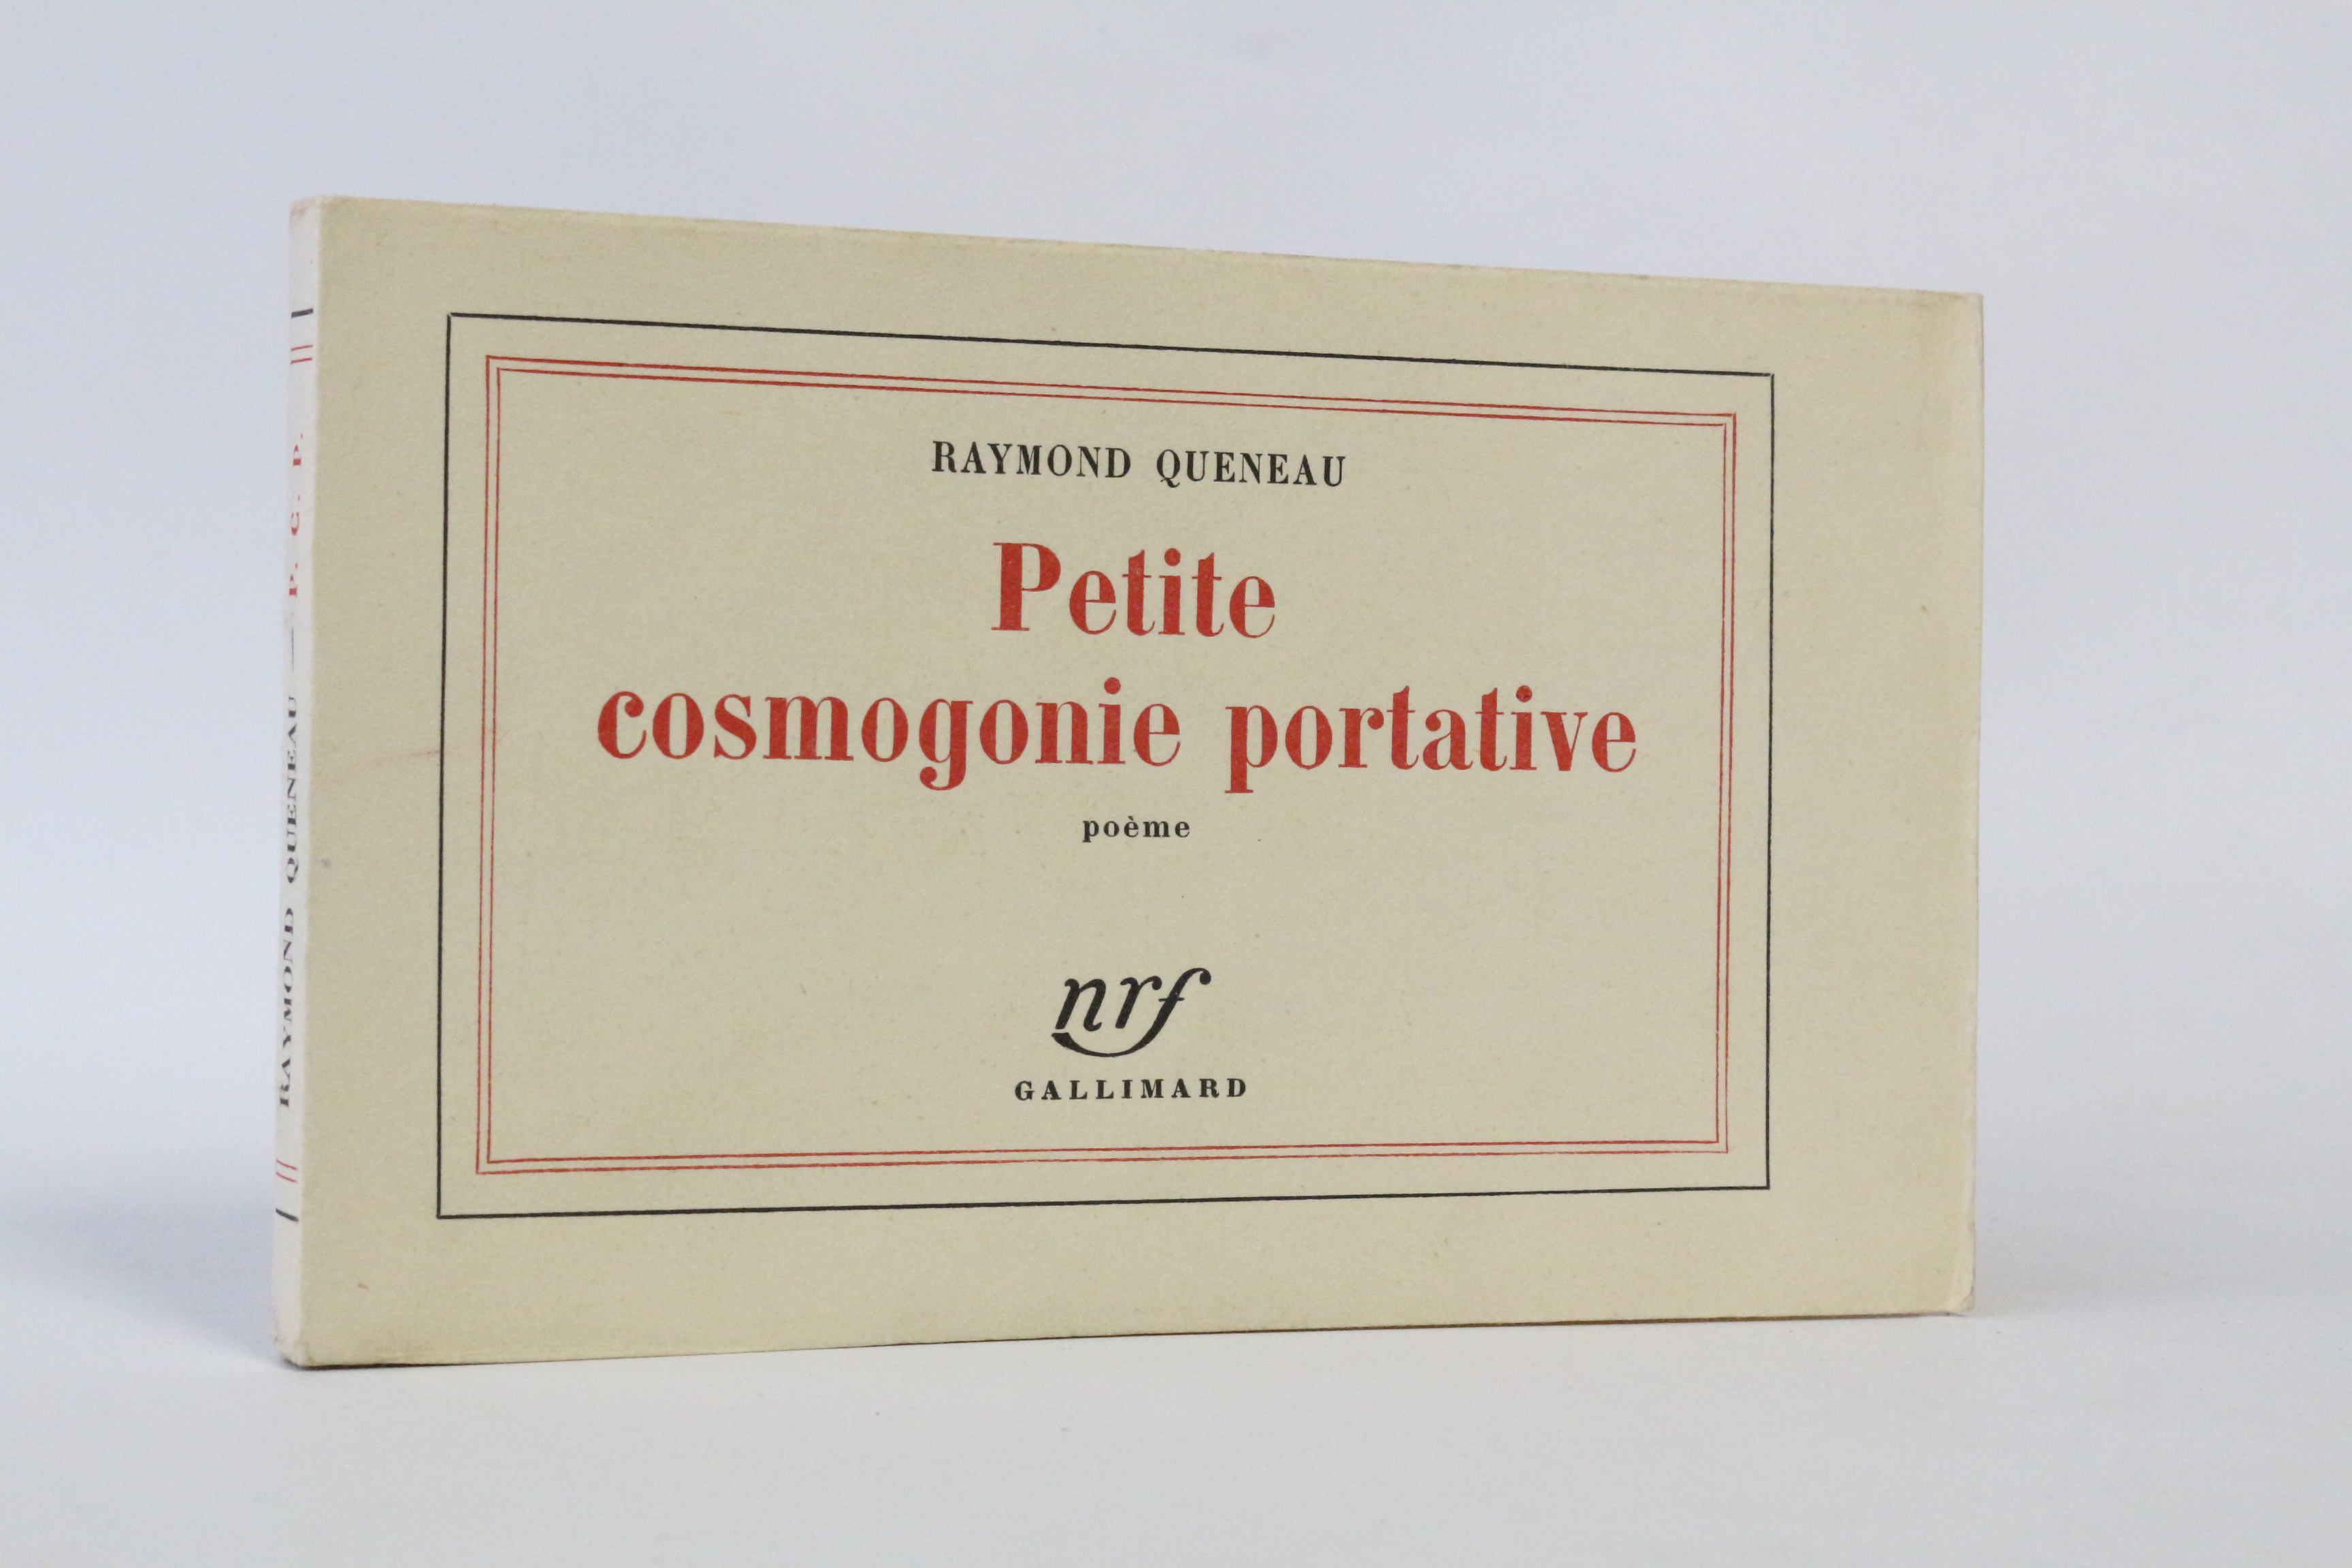 RAYMOND QUENEAU
Petite
cosmogonie portative
poème
nrf
GALLIMARD
RAYMOND QUENEAU — P. C. P.